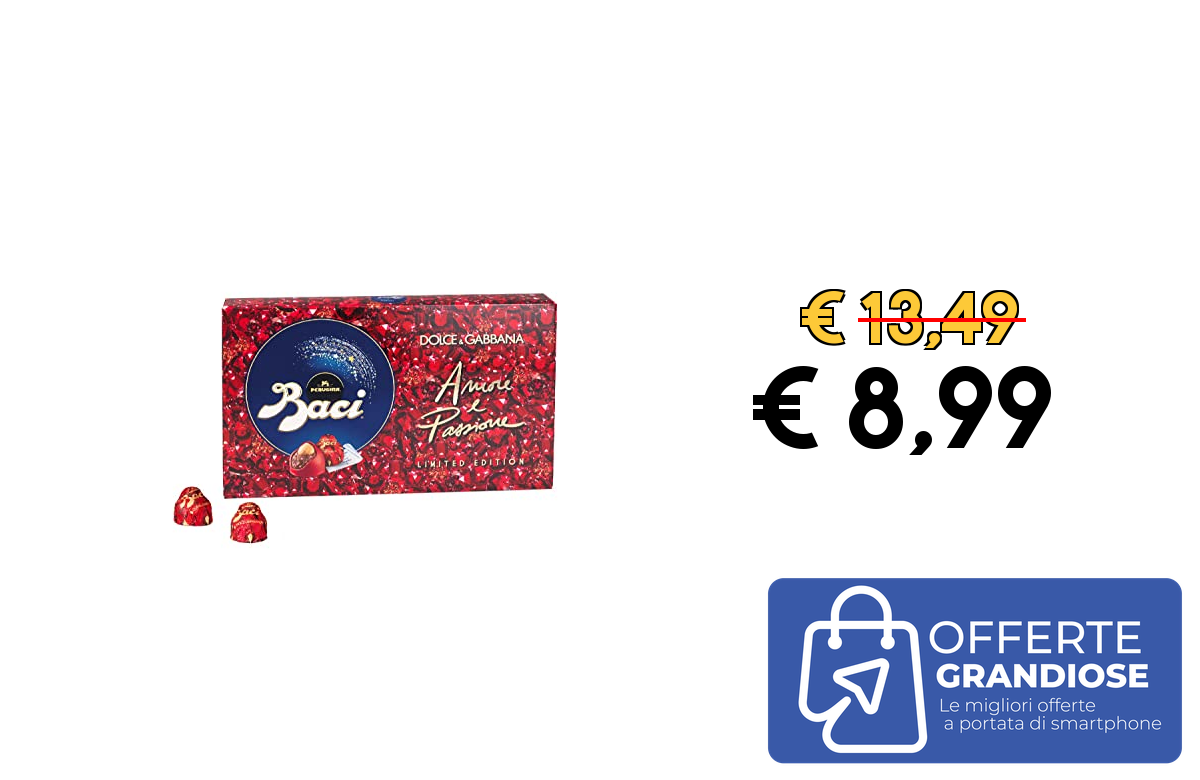 € 13,49
€ 8,99
DOLCE & GABBANA
PERUGINA
Baci
Amore
e
Passione
LIMITED EDITION
Baci
OFFERTE
GRANDIOSE
Le migliori offerte
a portata di smartphone